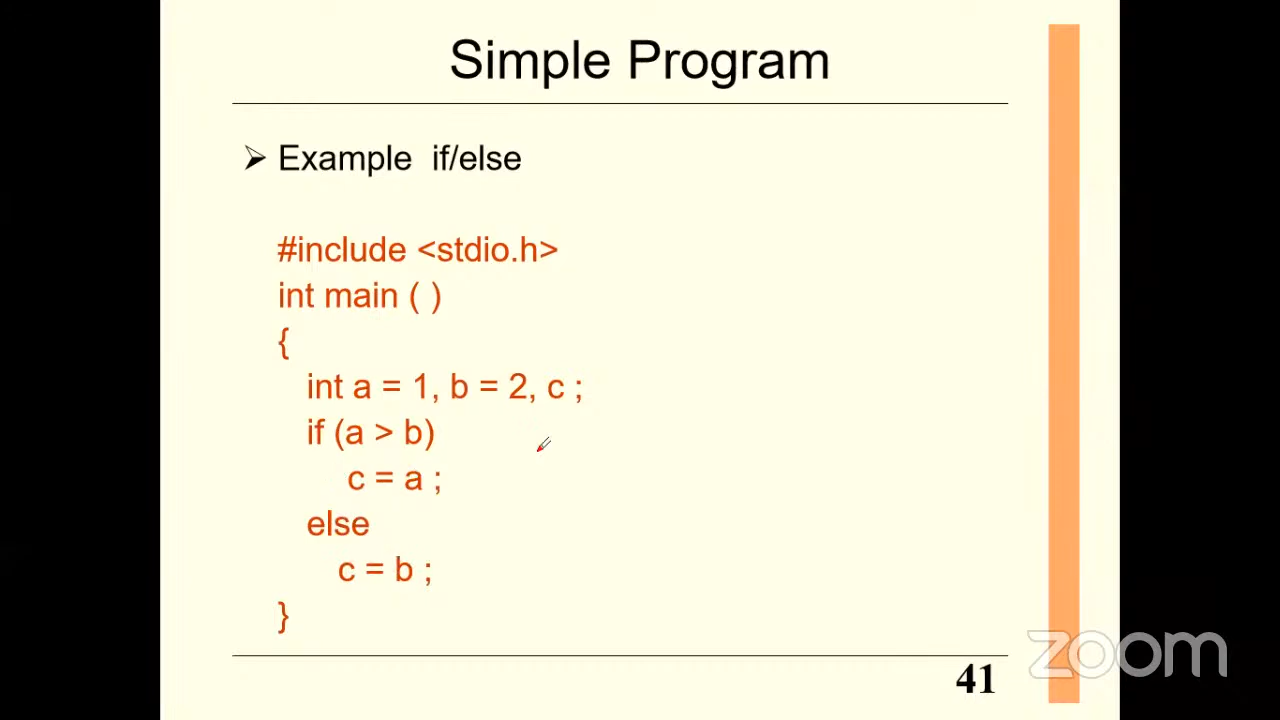 Simple Program
➢ Example if/else
#include <stdio.h>
int main ( )
{
int a = 1, b = 2, c ;
if (a > b)
c = a ;
else
c = b ;
}
zoom
41